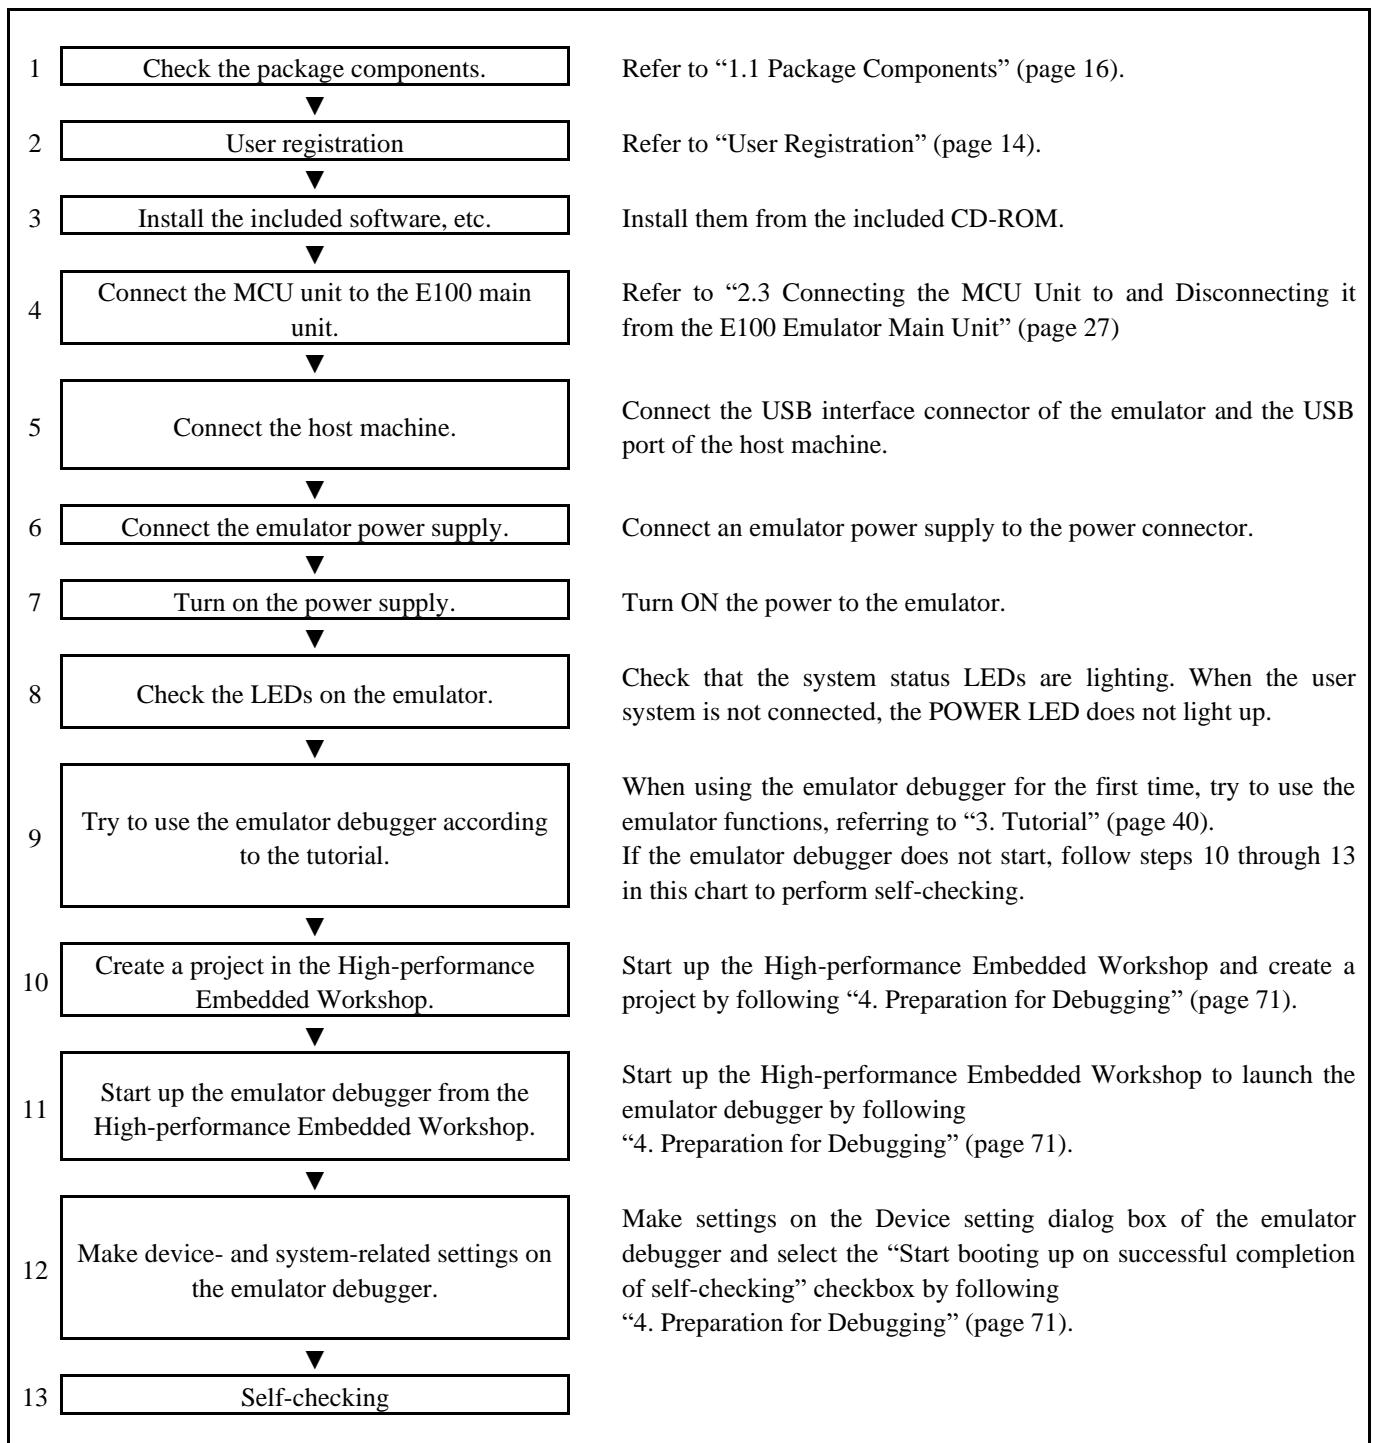 1
Check the package components.
Refer to “1.1 Package Components” (page 16).
▼
2
User registration
Refer to “User Registration” (page 14).
▼
3
Install the included software, etc.
Install them from the included CD-ROM.
▼
4
Connect the MCU unit to the E100 main
unit.
Refer to “2.3 Connecting the MCU Unit to and Disconnecting it
from the E100 Emulator Main Unit” (page 27)
▼
5
Connect the host machine.
Connect the USB interface connector of the emulator and the USB
port of the host machine.
▼
6
Connect the emulator power supply.
Connect an emulator power supply to the power connector.
▼
7
Turn on the power supply.
Turn ON the power to the emulator.
▼
8
Check the LEDs on the emulator.
Check that the system status LEDs are lighting. When the user
system is not connected, the POWER LED does not light up.
▼
9
Try to use the emulator debugger according
to the tutorial.
When using the emulator debugger for the first time, try to use the
emulator functions, referring to “3. Tutorial” (page 40).
If the emulator debugger does not start, follow steps 10 through 13
in this chart to perform self-checking.
▼
10
Create a project in the High-performance
Embedded Workshop.
Start up the High-performance Embedded Workshop and create a
project by following “4. Preparation for Debugging” (page 71).
▼
11
Start up the emulator debugger from the
High-performance Embedded Workshop.
Start up the High-performance Embedded Workshop to launch the
emulator debugger by following
“4. Preparation for Debugging” (page 71).
▼
12
Make device- and system-related settings on
the emulator debugger.
Make settings on the Device setting dialog box of the emulator
debugger and select the “Start booting up on successful completion
of self-checking” checkbox by following
“4. Preparation for Debugging” (page 71).
▼
13
Self-checking